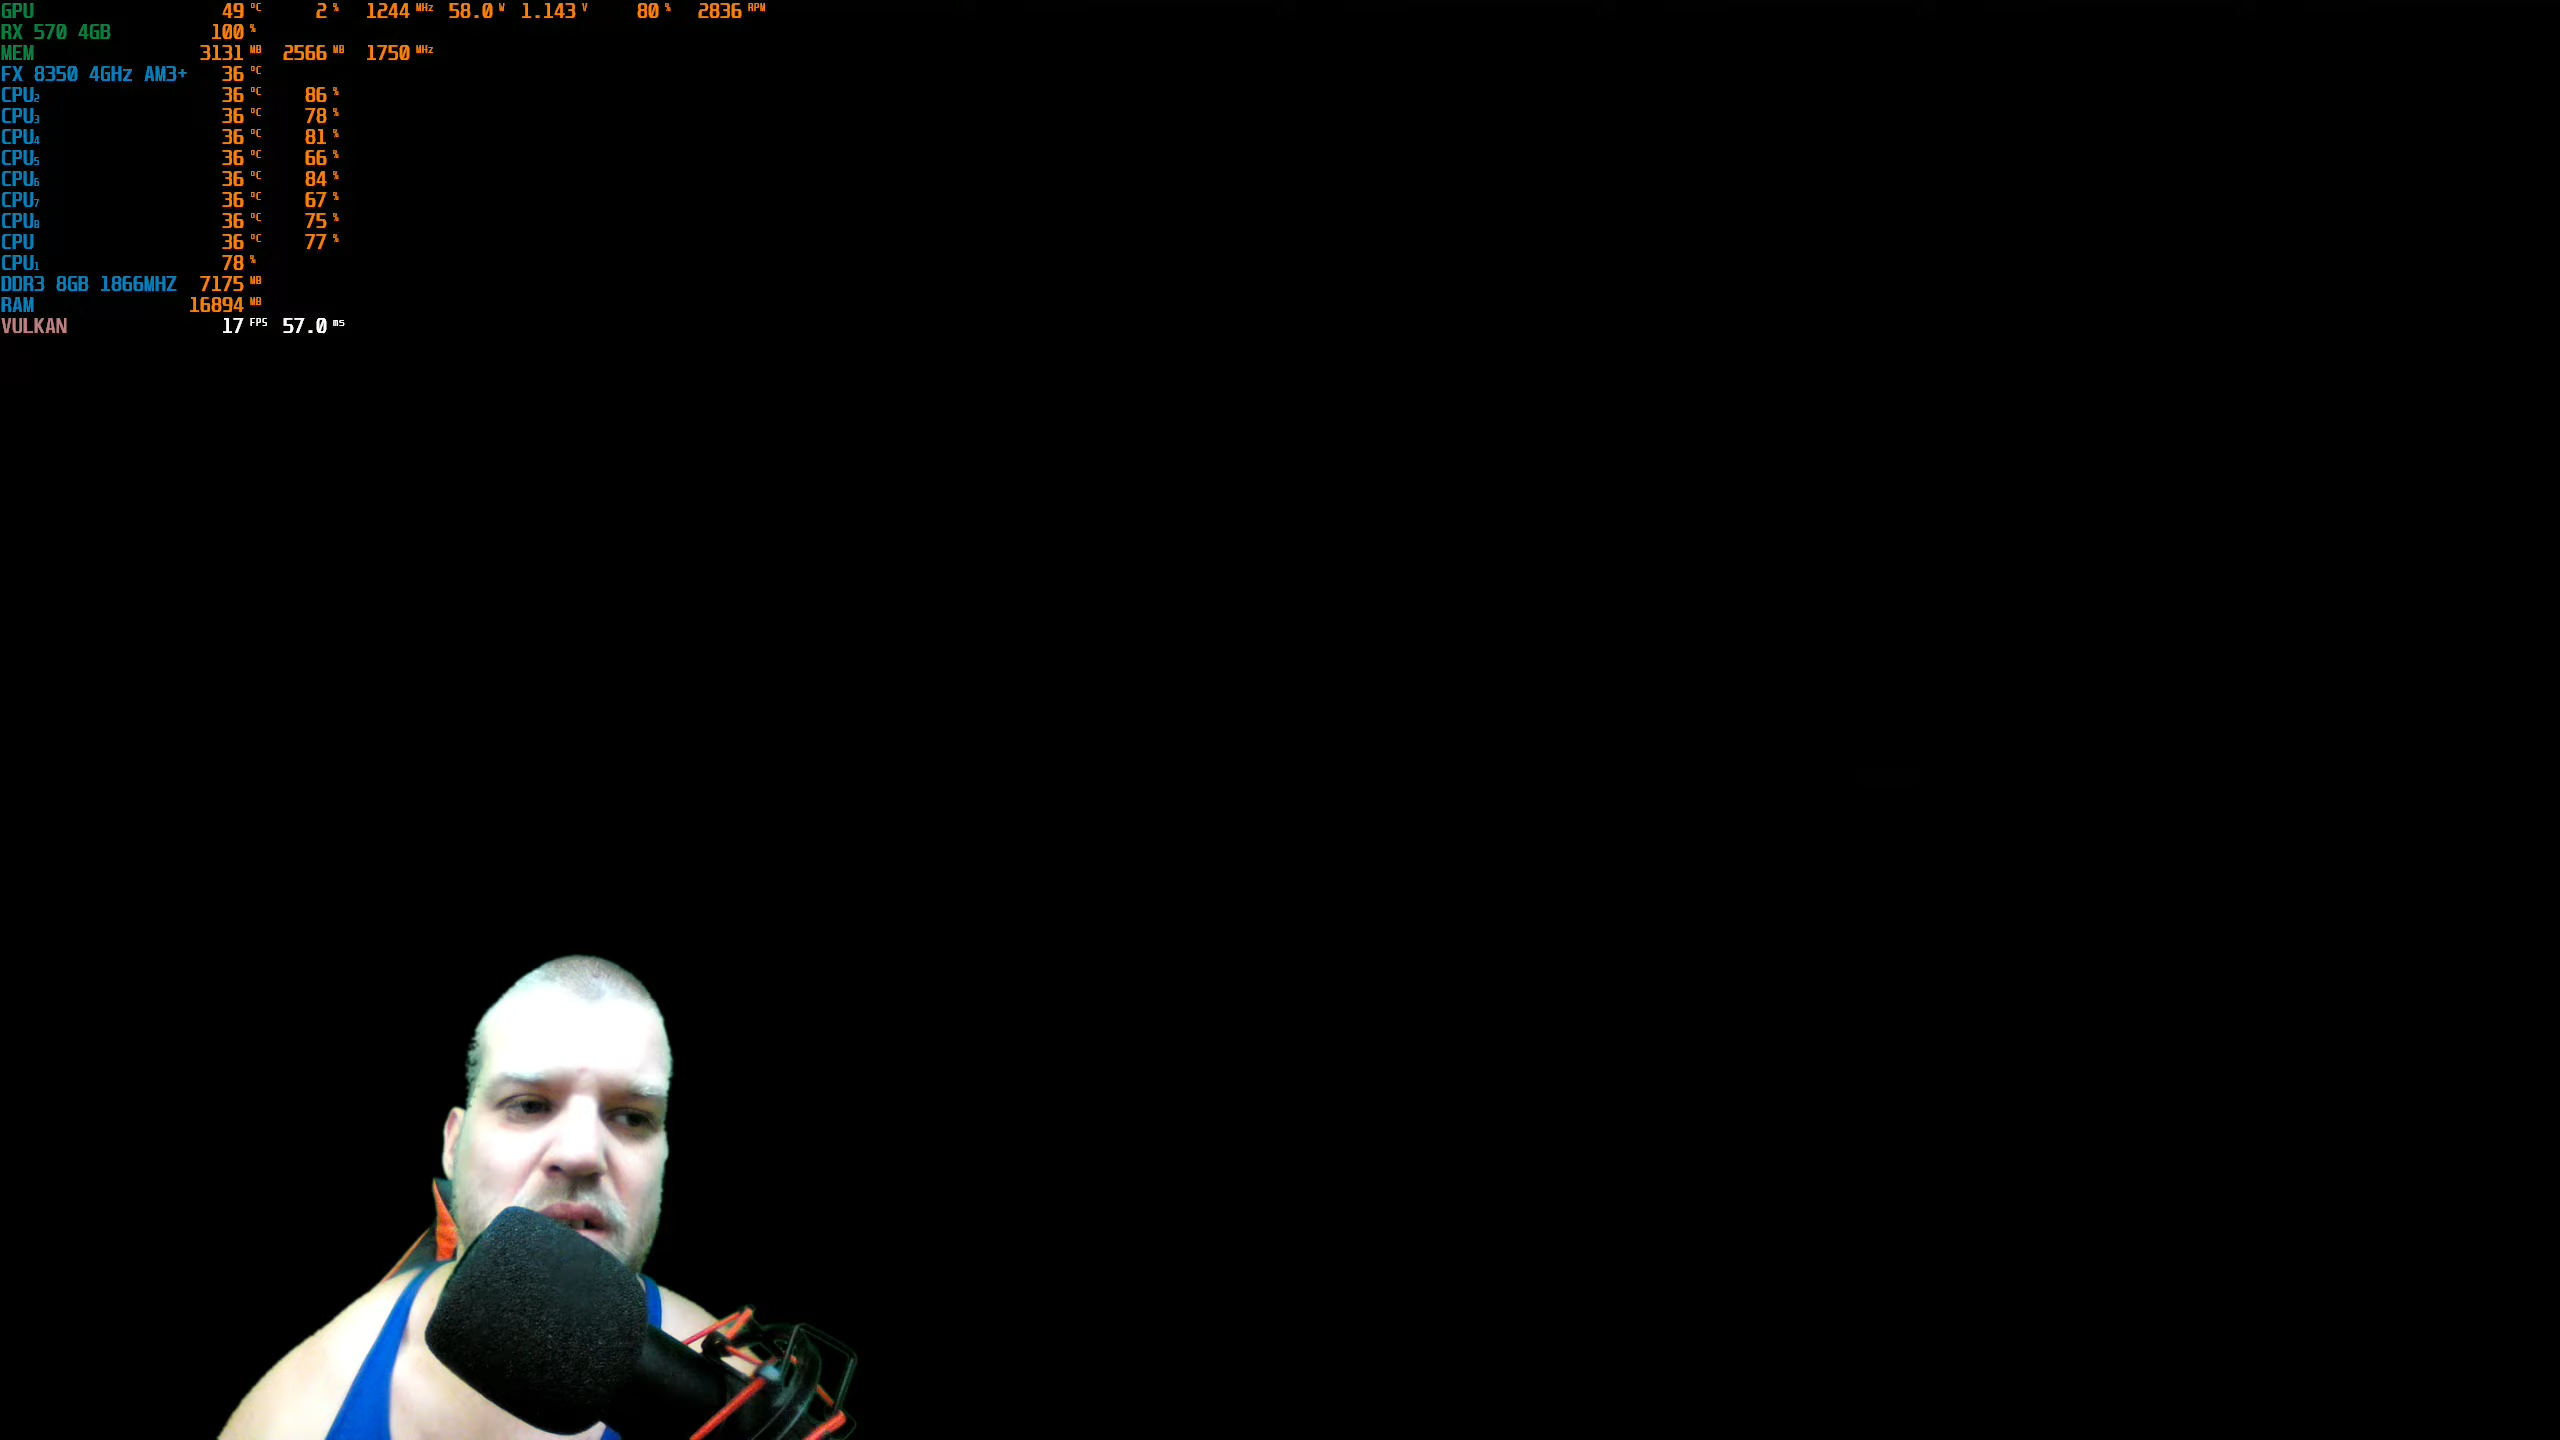 GPU 49 °C 2 % 1244 MHz 58.0 W 1.143 V 80 % 2836 RPM
RX 570 4GB 100 %
MEM 3131 MB 2566 MB 1750 MHz
FX 8350 4GHz AM3+ 36 °C
CPU₂ 36 °C 86 %
CPU₃ 36 °C 78 %
CPU₄ 36 °C 81 %
CPU₅ 36 °C 66 %
CPU₆ 36 °C 84 %
CPU₇ 36 °C 67 %
CPU₈ 36 °C 75 %
CPU 36 °C 77 %
CPU₁ 78 %
DDR3 8GB 1866MHZ 7175 MB
RAM 16894 MB
VULKAN 17 FPS 57.0 ms